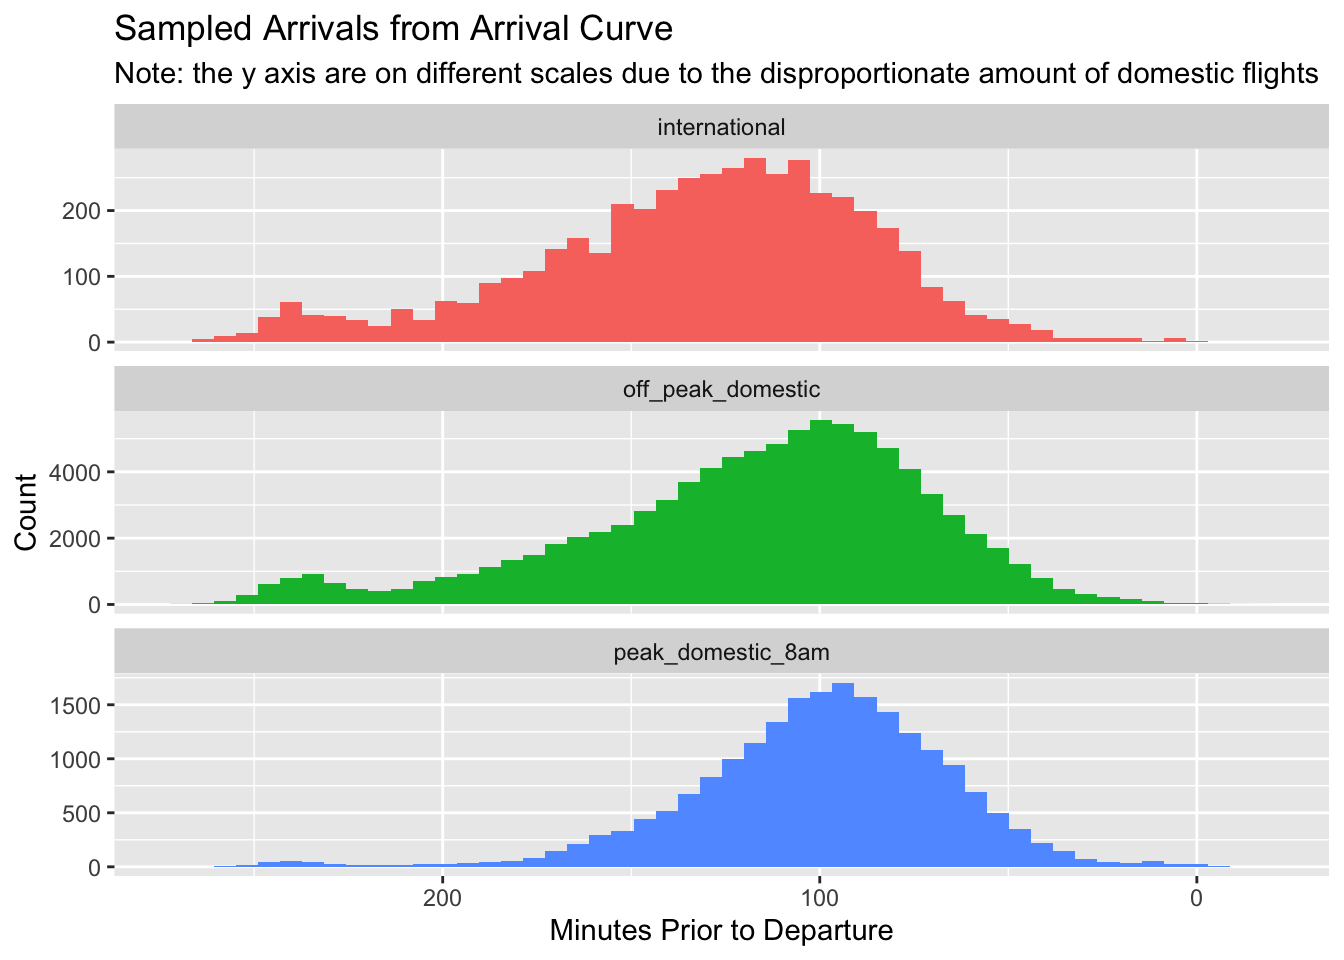 Sampled Arrivals from Arrival Curve
Note: the y axis are on different scales due to the disproportionate amount of domestic flights
international
200
100
0
off_peak_domestic
4000
2000
0
peak_domestic_8am
1500
1000
500
0
Count
200 100 0
Minutes Prior to Departure